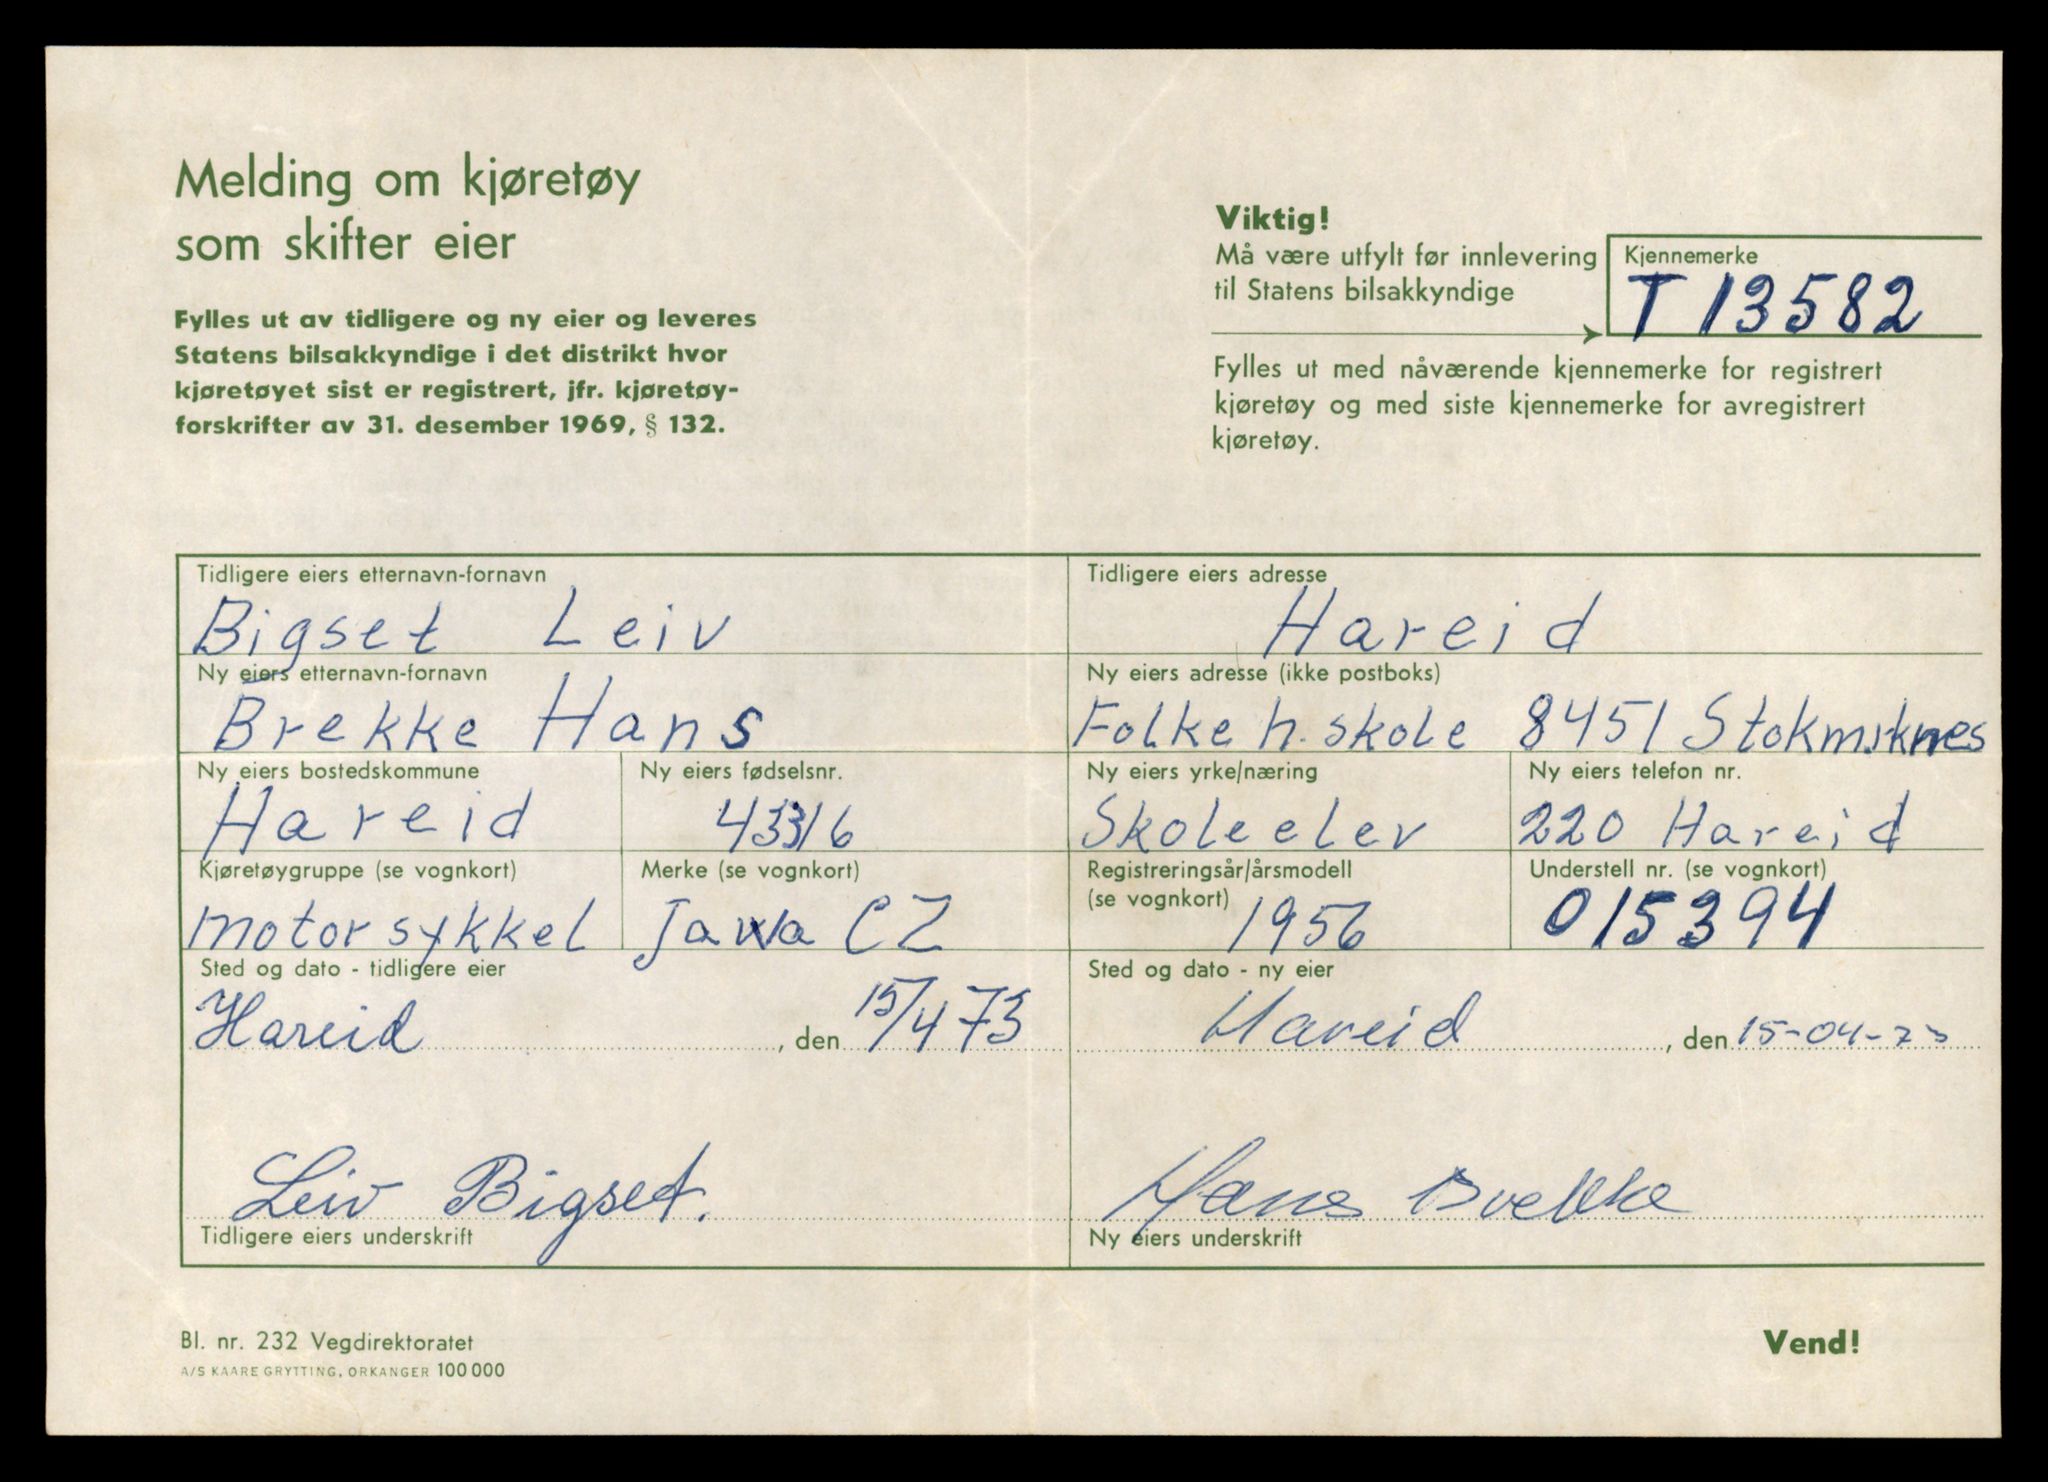 Melding om kjøretøy
som skifter eier
Fylles ut av tidligere og ny eier og leveres
Statens bilsakkyndige i det distrikt hvor
kjøretøyet sist er registrert, jfr. kjøretøy-
forskrifter av 31. desember 1969, § 132.
Viktig!
Må være utfylt før innlevering
til Statens bilsakkyndige
Kjennemerke
T 13582
Fylles ut med nåværende kjennemerke for registrert
kjøretøy og med siste kjennemerke for avregistrert
kjøretøy.
Tidligere eiers etternavn-fornavn
Bigset Leiv
Tidligere eiers adresse
Hareid
Ny eiers etternavn-fornavn
Brekke Hans
Ny eiers adresse (ikke postboks)
Folke h. skole 8451 Stokmarknes
Ny eiers bostedskommune
Hareid
Ny eiers fødselsnr.
43316
Ny eiers yrke/næring
Skoleelev
Ny eiers telefon nr.
220 Hareid
Kjøretøygruppe (se vognkort)
motorsykkel
Merke (se vognkort)
Jawa CZ
Registreringsår/årsmodell
(se vognkort) 1956
Understell nr. (se vognkort)
015394
Sted og dato - tidligere eier
Hareid, den 15/4 73
Sted og dato - ny eier
Hareid, den 15-04-73
Leiv Bigset.
Tidligere eiers underskrift
Hans Brekke
Ny eiers underskrift
Bl. nr. 232 Vegdirektoratet
A/S KAARE GRYTTING, ORKANGER 100 000
Vend!